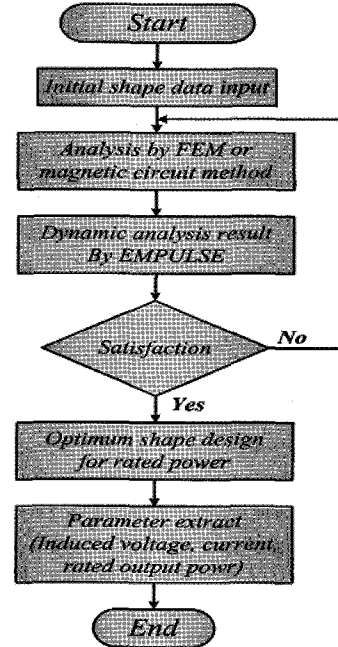 Start
Initial shape data input
Analysis by FEM or
magnetic circuit method
Dynamic analysis result
By EMPULSE
Satisfaction
No
Yes
Optimum shape design
for rated power
Parameter extract
(Induced voltage, current,
rated output powr)
End